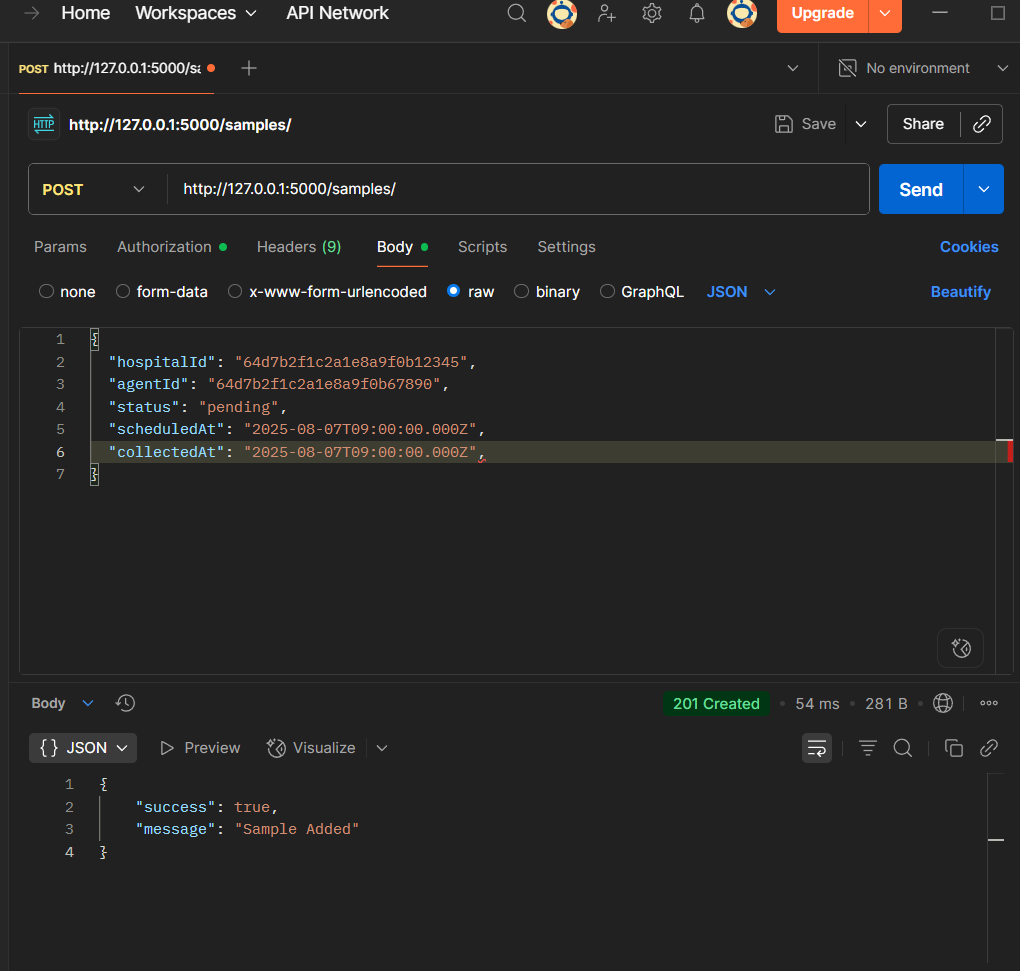 Home Workspaces API Network Upgrade
POST http://127.0.0.1:5000/sa No environment
HTTP http://127.0.0.1:5000/samples/ Save Share
POST http://127.0.0.1:5000/samples/ Send
Params Authorization Headers (9) Body Scripts Settings Cookies
none form-data x-www-form-urlencoded raw binary GraphQL JSON Beautify
1 {
2 "hospitalId": "64d7b2f1c2a1e8a9f0b12345",
3 "agentId": "64d7b2f1c2a1e8a9f0b67890",
4 "status": "pending",
5 "scheduledAt": "2025-08-07T09:00:00.000Z",
6 "collectedAt": "2025-08-07T09:00:00.000Z",
7 }
Body 201 Created • 54 ms • 281 B
{} JSON Preview Visualize
1 {
2 "success": true,
3 "message": "Sample Added"
4 }